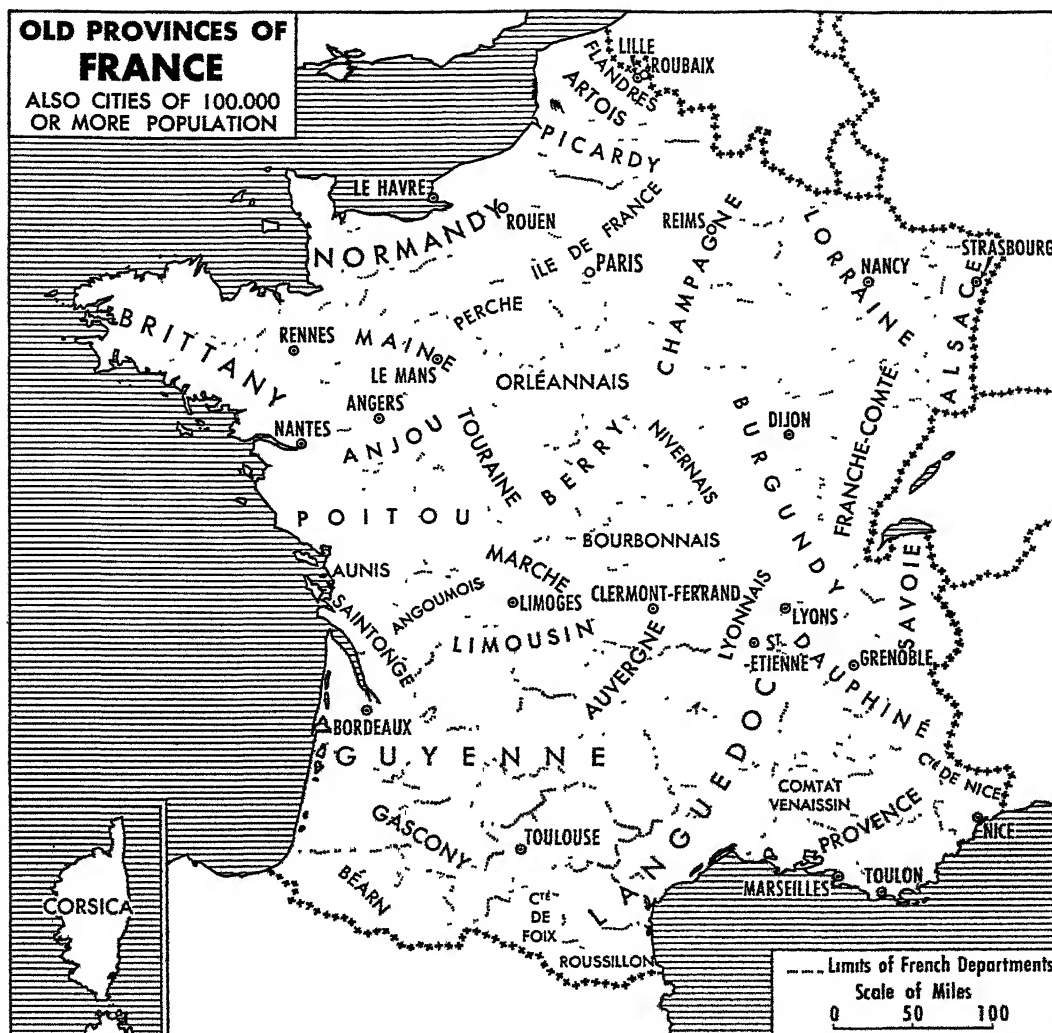 OLD PROVINCES OF
FRANCE
ALSO CITIES OF 100.000
OR MORE POPULATION
LILLE
ROUBAIX
FLANDRES
ARTOIS
PICARDY
LE HAVRE
NORMANDY
ROUEN
ÎLE DE FRANCE
REIMS
CHAMPAGNE
LORRAINE
STRASBOURG
PARIS
NANCY
ALSACE
PERCHE
BRITTANY
RENNES
MAINE
LE MANS
ORLÉANNAIS
ANGERS
NANTES
ANJOU
TOURAINE
BERRY
NIVERNAIS
BURGUNDY
DIJON
FRANCHE-COMTÉ
POITOU
BOURBONNAIS
AUNIS
MARCHE
ANGOUMOIS
SAINTONGE
LIMOGES
CLERMONT-FERRAND
LYONNAIS
LYONS
SAVOIE
LIMOUSIN
AUVERGNE
ST.
ETIENNE
DAUPHINÉ
GRENOBLE
BORDEAUX
GUYENNE
LANGUEDOC
COMTAT
VENAISSIN
Cté DE NICE
GASCONY
TOULOUSE
PROVENCE
NICE
BÉARN
MARSEILLES
TOULON
Cté
DE
FOIX
ROUSSILLON
CORSICA
Limits of French Departments
Scale of Miles
0 50 100